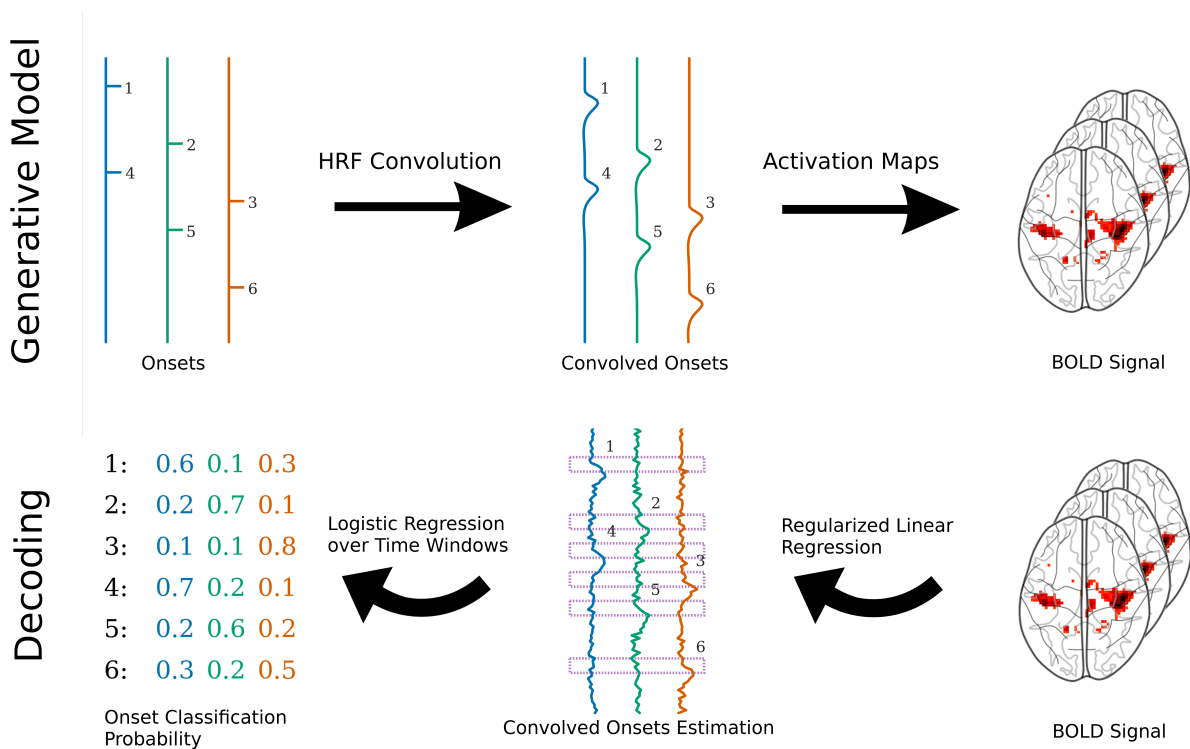 Generative Model
1
2
4
3
5
6
Onsets
HRF Convolution
1
2
4
3
5
6
Convolved Onsets
Activation Maps
BOLD Signal
Decoding
1: 0.6 0.1 0.3
2: 0.2 0.7 0.1
3: 0.1 0.1 0.8
4: 0.7 0.2 0.1
5: 0.2 0.6 0.2
6: 0.3 0.2 0.5
Onset Classification
Probability
Logistic Regression
over Time Windows
1
2
4
3
5
6
Convolved Onsets Estimation
Regularized Linear
Regression
BOLD Signal